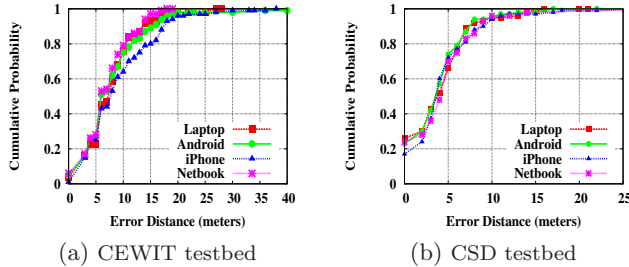 Cumulative Probability
1
0.8
0.6
0.4
0.2
0
Laptop
Android
iPhone
Netbook
0 5 10 15 20 25 30 35 40
Error Distance (meters)
(a) CEWIT testbed
Cumulative Probability
1
0.8
0.6
0.4
0.2
0
Laptop
Android
iPhone
Netbook
0 5 10 15 20 25
Error Distance (meters)
(b) CSD testbed